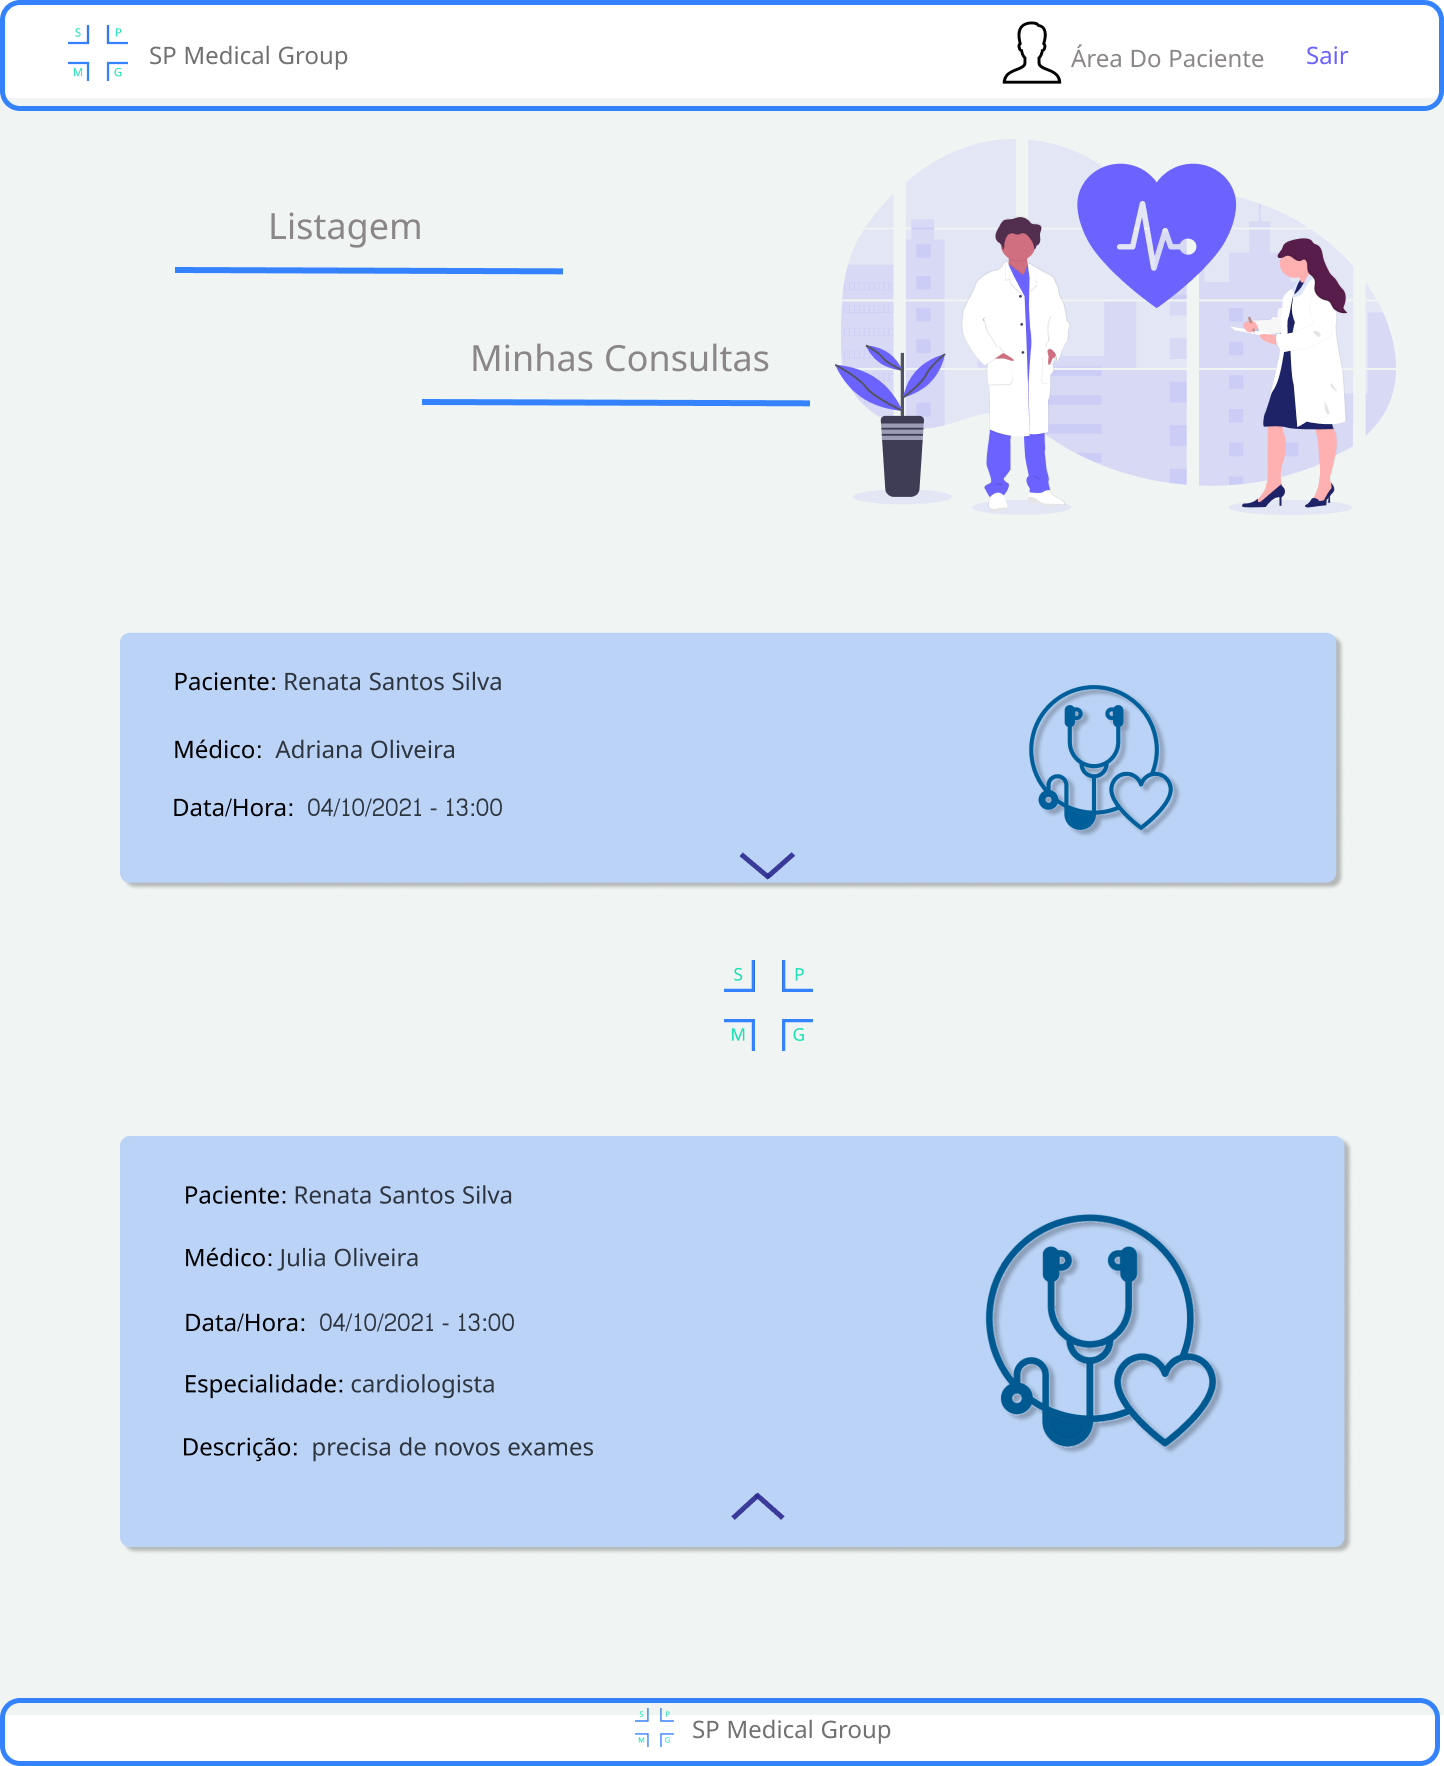 S P
M G
SP Medical Group
Área Do Paciente
Sair
Listagem
Minhas Consultas
Paciente: Renata Santos Silva
Médico: Adriana Oliveira
Data/Hora: 04/10/2021 - 13:00
S P
M G
Paciente: Renata Santos Silva
Médico: Julia Oliveira
Data/Hora: 04/10/2021 - 13:00
Especialidade: cardiologista
Descrição: precisa de novos exames
S P
M G
SP Medical Group